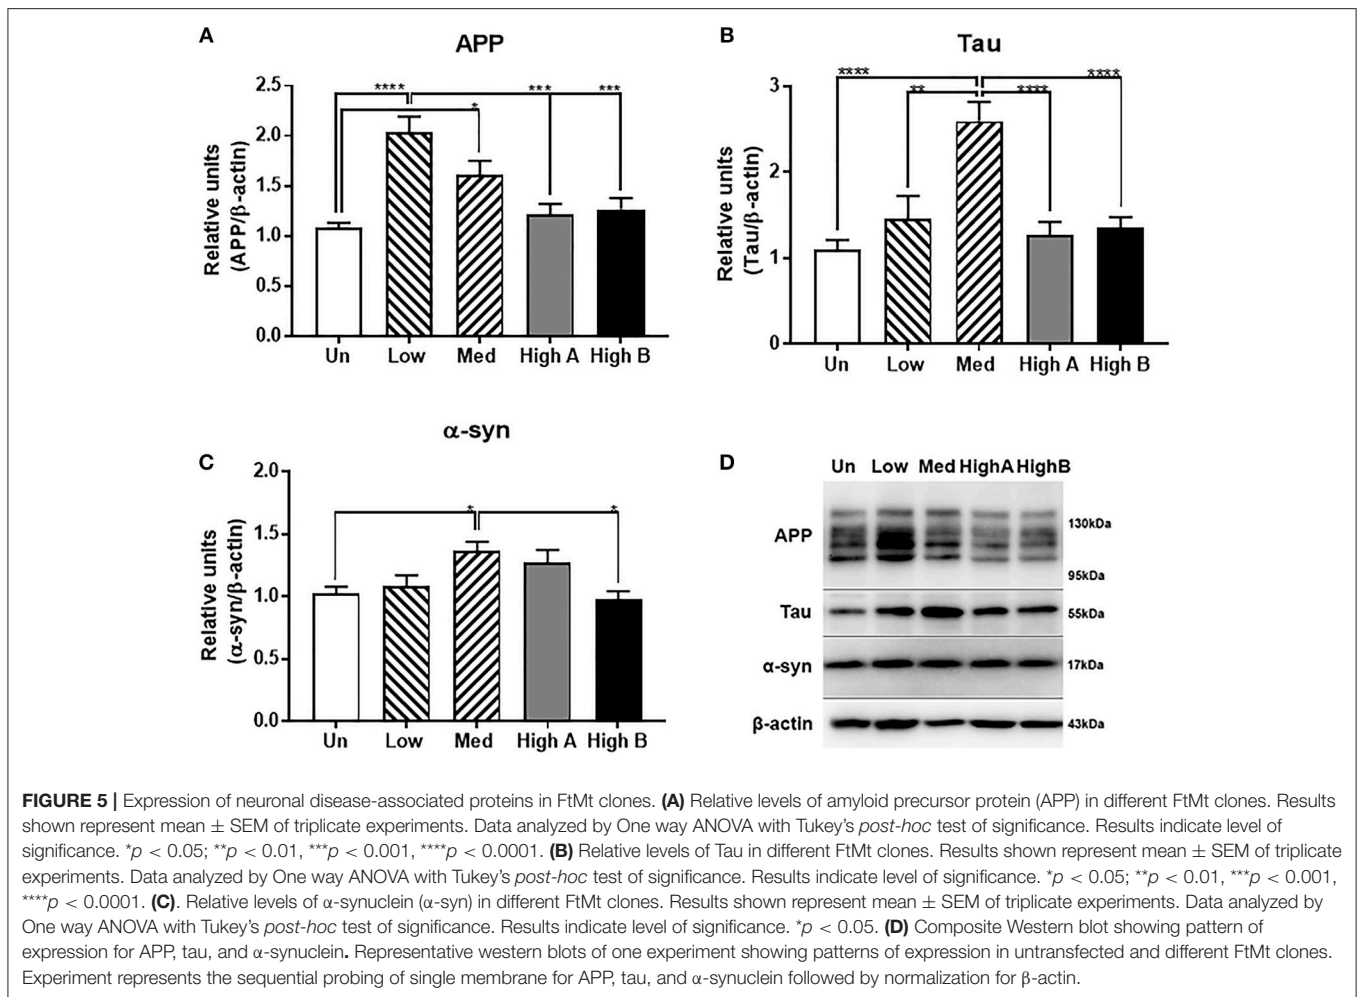 A
APP
****
***
***
*
2.5
2.0
1.5
1.0
0.5
0.0
Relative units
(APP/β-actin)
Un Low Med High A High B
B
Tau
****
****
**
****
3
2
1
0
Relative units
(Tau/β-actin)
Un Low Med High A High B
C
α-syn
*
*
2.0
1.5
1.0
0.5
0.0
Relative units
(α-syn/β-actin)
Un Low Med High A High B
D
Un Low Med HighA HighB
APP
130kDa
95kDa
Tau
55kDa
α-syn
17kDa
β-actin
43kDa
FIGURE 5 | Expression of neuronal disease-associated proteins in FtMt clones. (A) Relative levels of amyloid precursor protein (APP) in different FtMt clones. Results
shown represent mean ± SEM of triplicate experiments. Data analyzed by One way ANOVA with Tukey's post-hoc test of significance. Results indicate level of
significance. *p < 0.05; **p < 0.01, ***p < 0.001, ****p < 0.0001. (B) Relative levels of Tau in different FtMt clones. Results shown represent mean ± SEM of triplicate
experiments. Data analyzed by One way ANOVA with Tukey's post-hoc test of significance. Results indicate level of significance. *p < 0.05; **p < 0.01, ***p < 0.001,
****p < 0.0001. (C). Relative levels of α-synuclein (α-syn) in different FtMt clones. Results shown represent mean ± SEM of triplicate experiments. Data analyzed by
One way ANOVA with Tukey's post-hoc test of significance. Results indicate level of significance. *p < 0.05. (D) Composite Western blot showing pattern of
expression for APP, tau, and α-synuclein. Representative western blots of one experiment showing patterns of expression in untransfected and different FtMt clones.
Experiment represents the sequential probing of single membrane for APP, tau, and α-synuclein followed by normalization for β-actin.